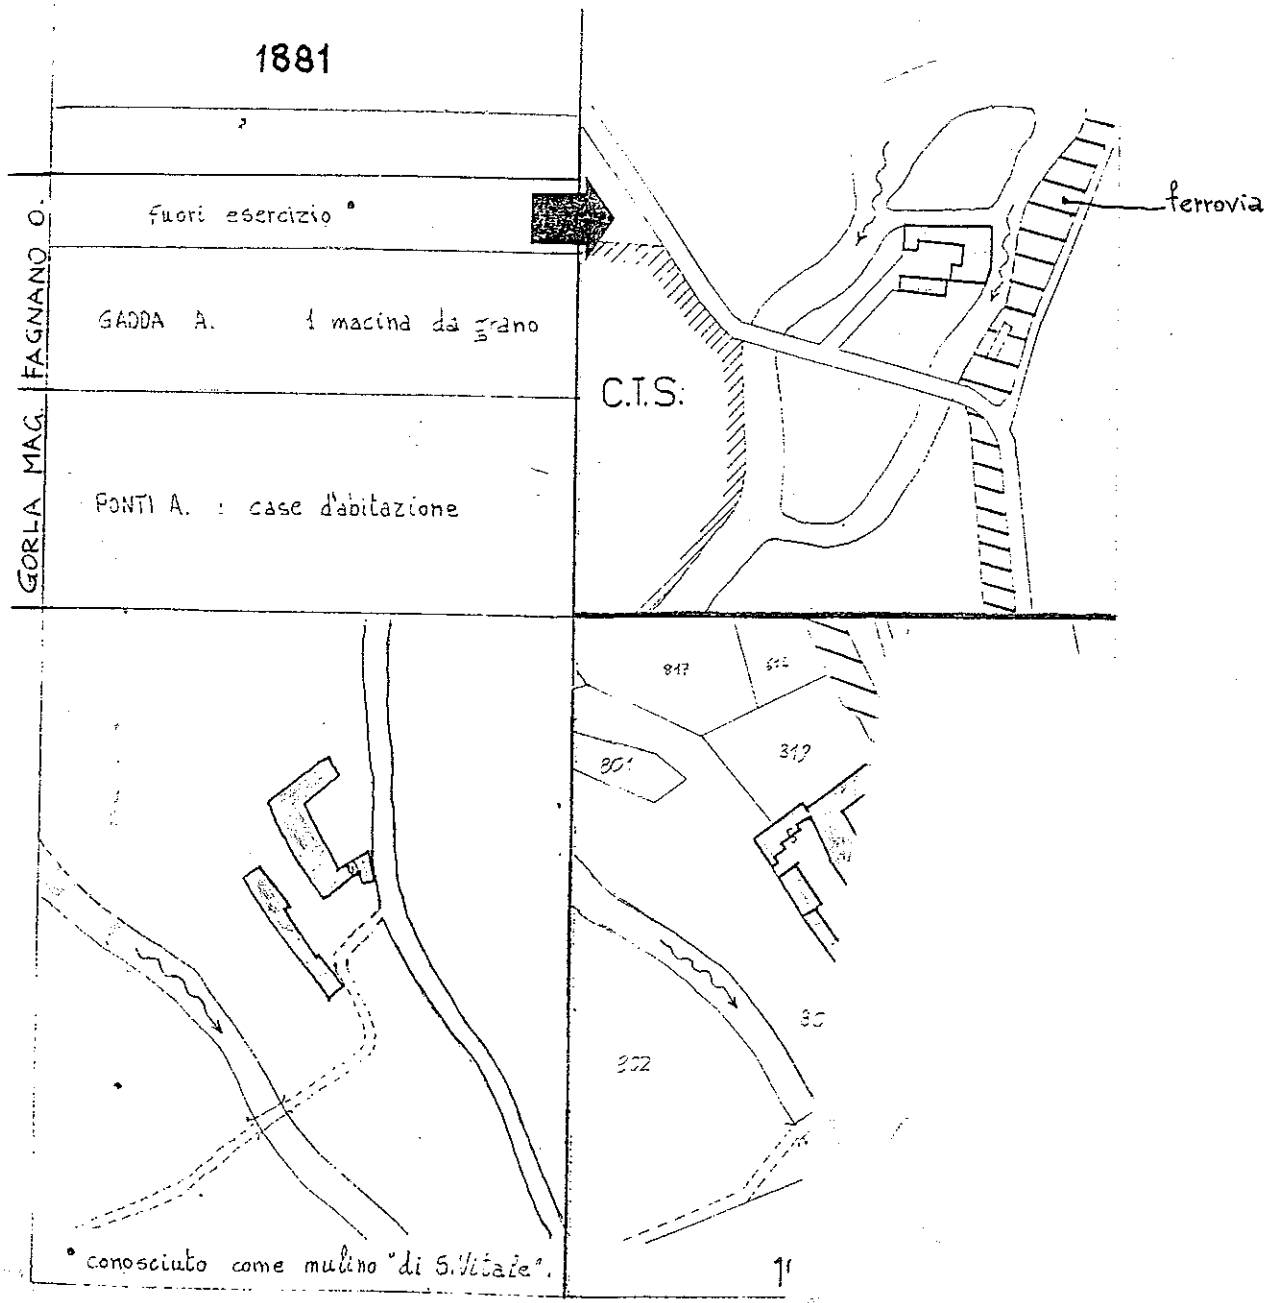 1881
GORLA MAG. FAGNANO O.
fuori esercizio •
GADDA A. 1 macina da grano
PONTI A. : case d'abitazione
ferrovia
C.T.S:
817
801
319
302
• conosciuto come mulino "di S.Vitale".